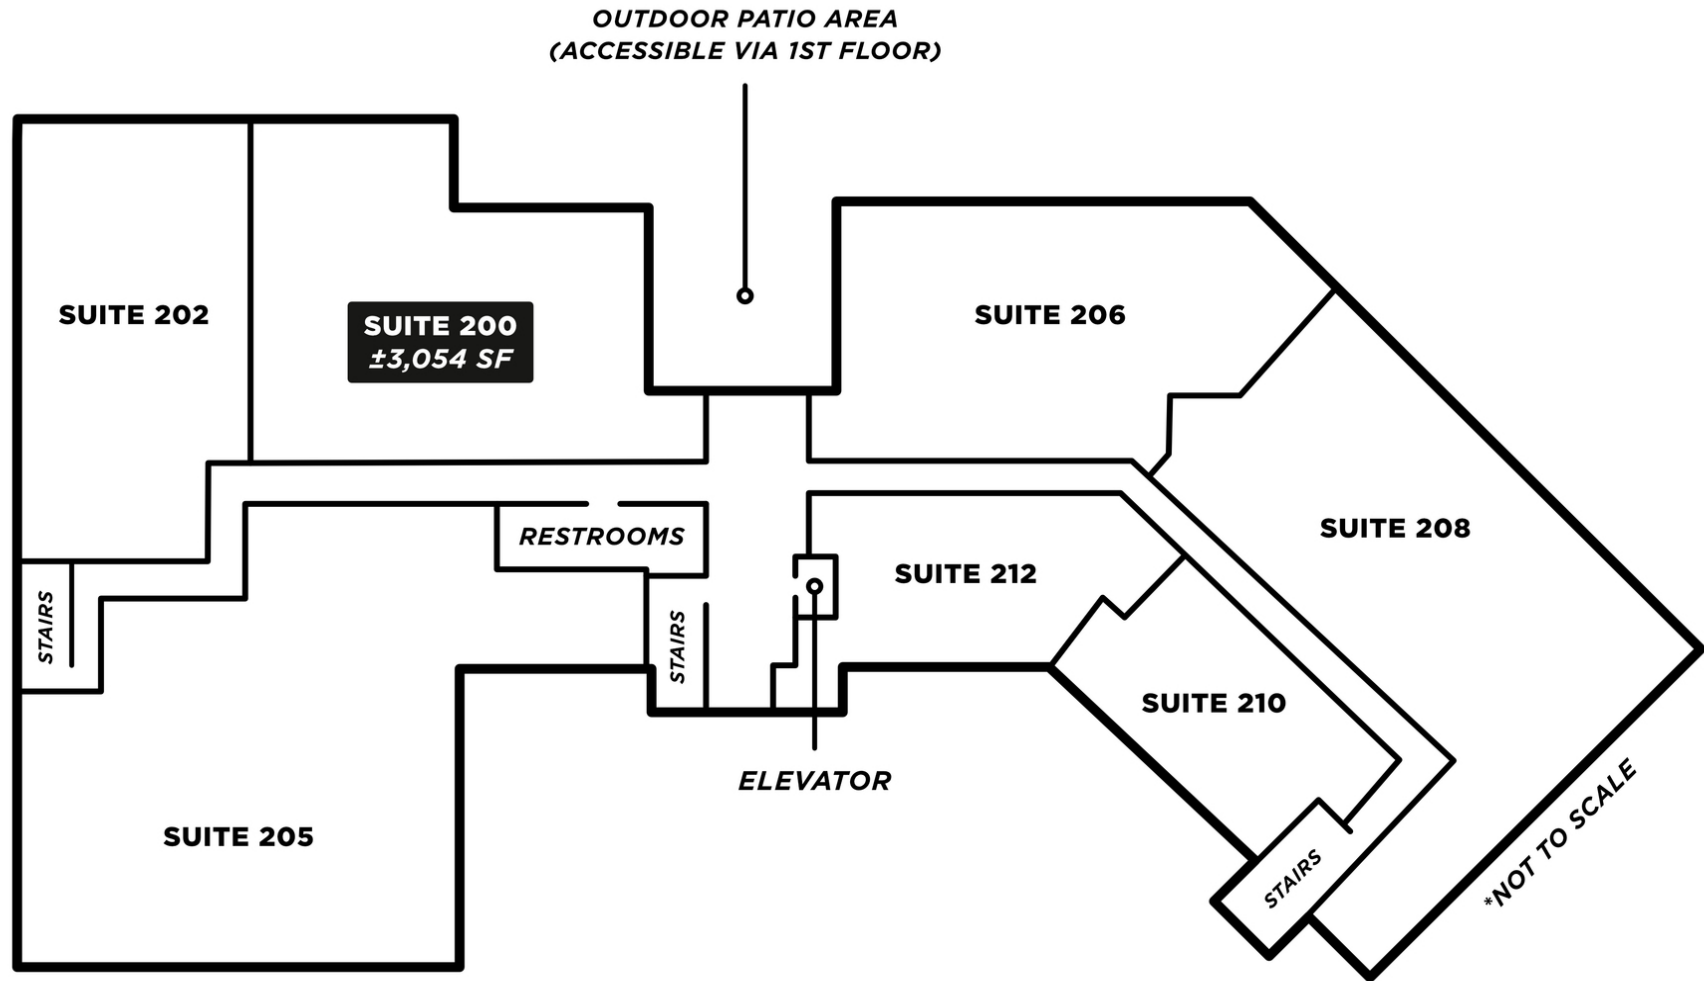 OUTDOOR PATIO AREA
(ACCESSIBLE VIA 1ST FLOOR)
SUITE 202
SUITE 200
±3,054 SF
SUITE 206
SUITE 208
RESTROOMS
SUITE 212
STAIRS
STAIRS
SUITE 210
ELEVATOR
SUITE 205
STAIRS
*NOT TO SCALE